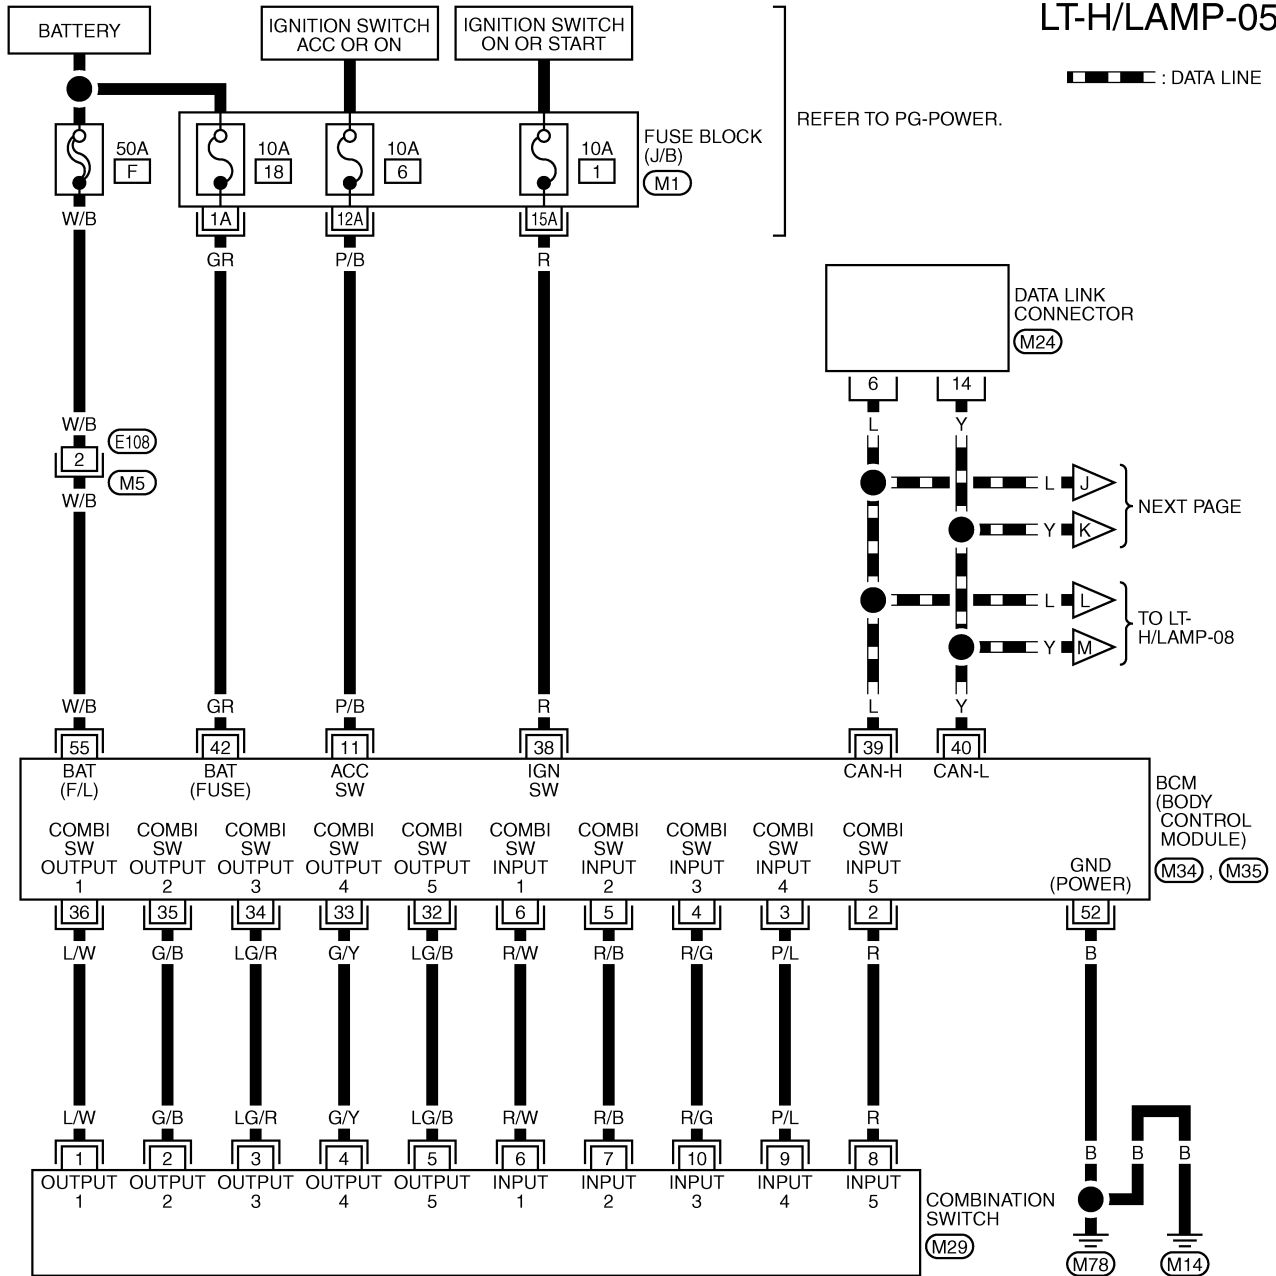 LT-H/LAMP-05
BATTERY
IGNITION SWITCH
ACC OR ON
IGNITION SWITCH
ON OR START
: DATA LINE
REFER TO PG-POWER.
50A
F
10A
18
10A
6
10A
1
FUSE BLOCK
(J/B)
M1
1A
12A
15A
W/B
GR
P/B
R
DATA LINK
CONNECTOR
M24
6
14
L
Y
W/B
E108
2
M5
W/B
L
J
Y
K
NEXT PAGE
L
L
Y
M
TO LT-
H/LAMP-08
W/B
GR
P/B
R
L
Y
55
42
11
38
39
40
BAT
(F/L)
BAT
(FUSE)
ACC
SW
IGN
SW
CAN-H
CAN-L
BCM
(BODY
CONTROL
MODULE)
M34 , M35
COMBI
SW
OUTPUT
1
COMBI
SW
OUTPUT
2
COMBI
SW
OUTPUT
3
COMBI
SW
OUTPUT
4
COMBI
SW
OUTPUT
5
COMBI
SW
INPUT
1
COMBI
SW
INPUT
2
COMBI
SW
INPUT
3
COMBI
SW
INPUT
4
COMBI
SW
INPUT
5
GND
(POWER)
36
35
34
33
32
6
5
4
3
2
52
L/W
G/B
LG/R
G/Y
LG/B
R/W
R/B
R/G
P/L
R
B
L/W
G/B
LG/R
G/Y
LG/B
R/W
R/B
R/G
P/L
R
B
B
B
1
2
3
4
5
6
7
10
9
8
OUTPUT
1
OUTPUT
2
OUTPUT
3
OUTPUT
4
OUTPUT
5
INPUT
1
INPUT
2
INPUT
3
INPUT
4
INPUT
5
COMBINATION
SWITCH
M29
M78
M14